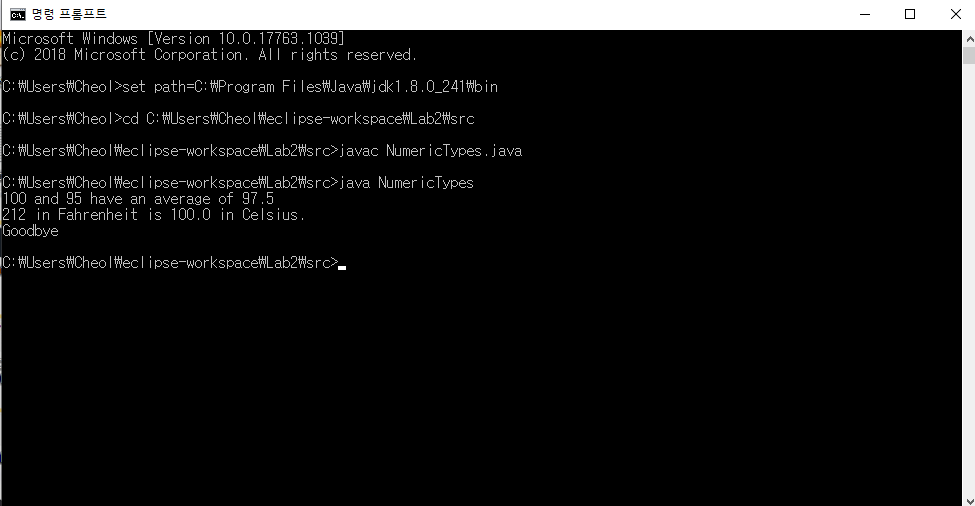 명령 프롬프트
Microsoft Windows [Version 10.0.17763.1039]
(c) 2018 Microsoft Corporation. All rights reserved.
C:₩Users₩Cheol>set path=C:₩Program Files₩Java₩jdk1.8.0_241₩bin
C:₩Users₩Cheol>cd C:₩Users₩Cheol₩eclipse-workspace₩Lab2₩src
C:₩Users₩Cheol₩eclipse-workspace₩Lab2₩src>javac NumericTypes.java
C:₩Users₩Cheol₩eclipse-workspace₩Lab2₩src>java NumericTypes
100 and 95 have an average of 97.5
212 in Fahrenheit is 100.0 in Celsius.
Goodbye
C:₩Users₩Cheol₩eclipse-workspace₩Lab2₩src>